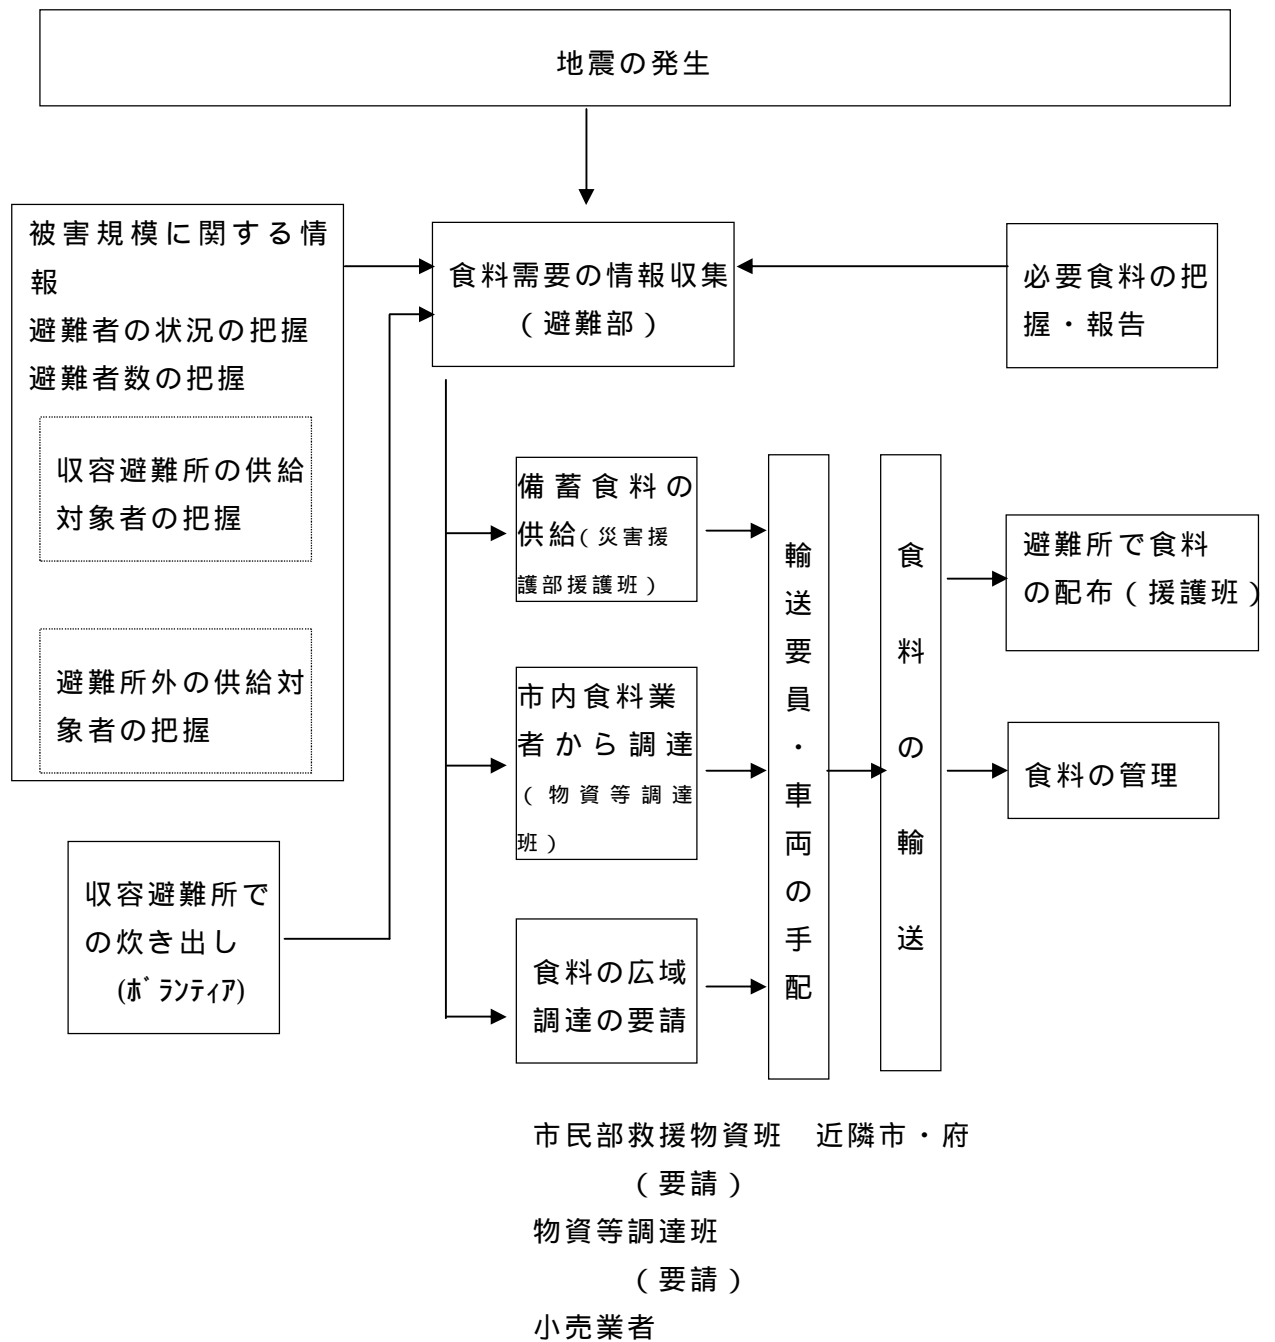 地震の発生
被害規模に関する情
報
避難者の状況の把握
避難者数の把握
収容避難所の供給
対象者の把握
避難所外の供給対
象者の把握
収容避難所で
の炊き出し
(ﾎﾞﾗﾝﾃｨｱ)
食料需要の情報収集
(避難部)
必要食料の把
握・報告
備蓄食料の
供給(災害援
護部援護班)
市内食料業
者から調達
(物資等調達
班)
食料の広域
調達の要請
輸送要員・車両の手配
食料の輸送
避難所で食料
の配布(援護班)
食料の管理
市民部救援物資班　近隣市・府
(要請)
物資等調達班
(要請)
小売業者